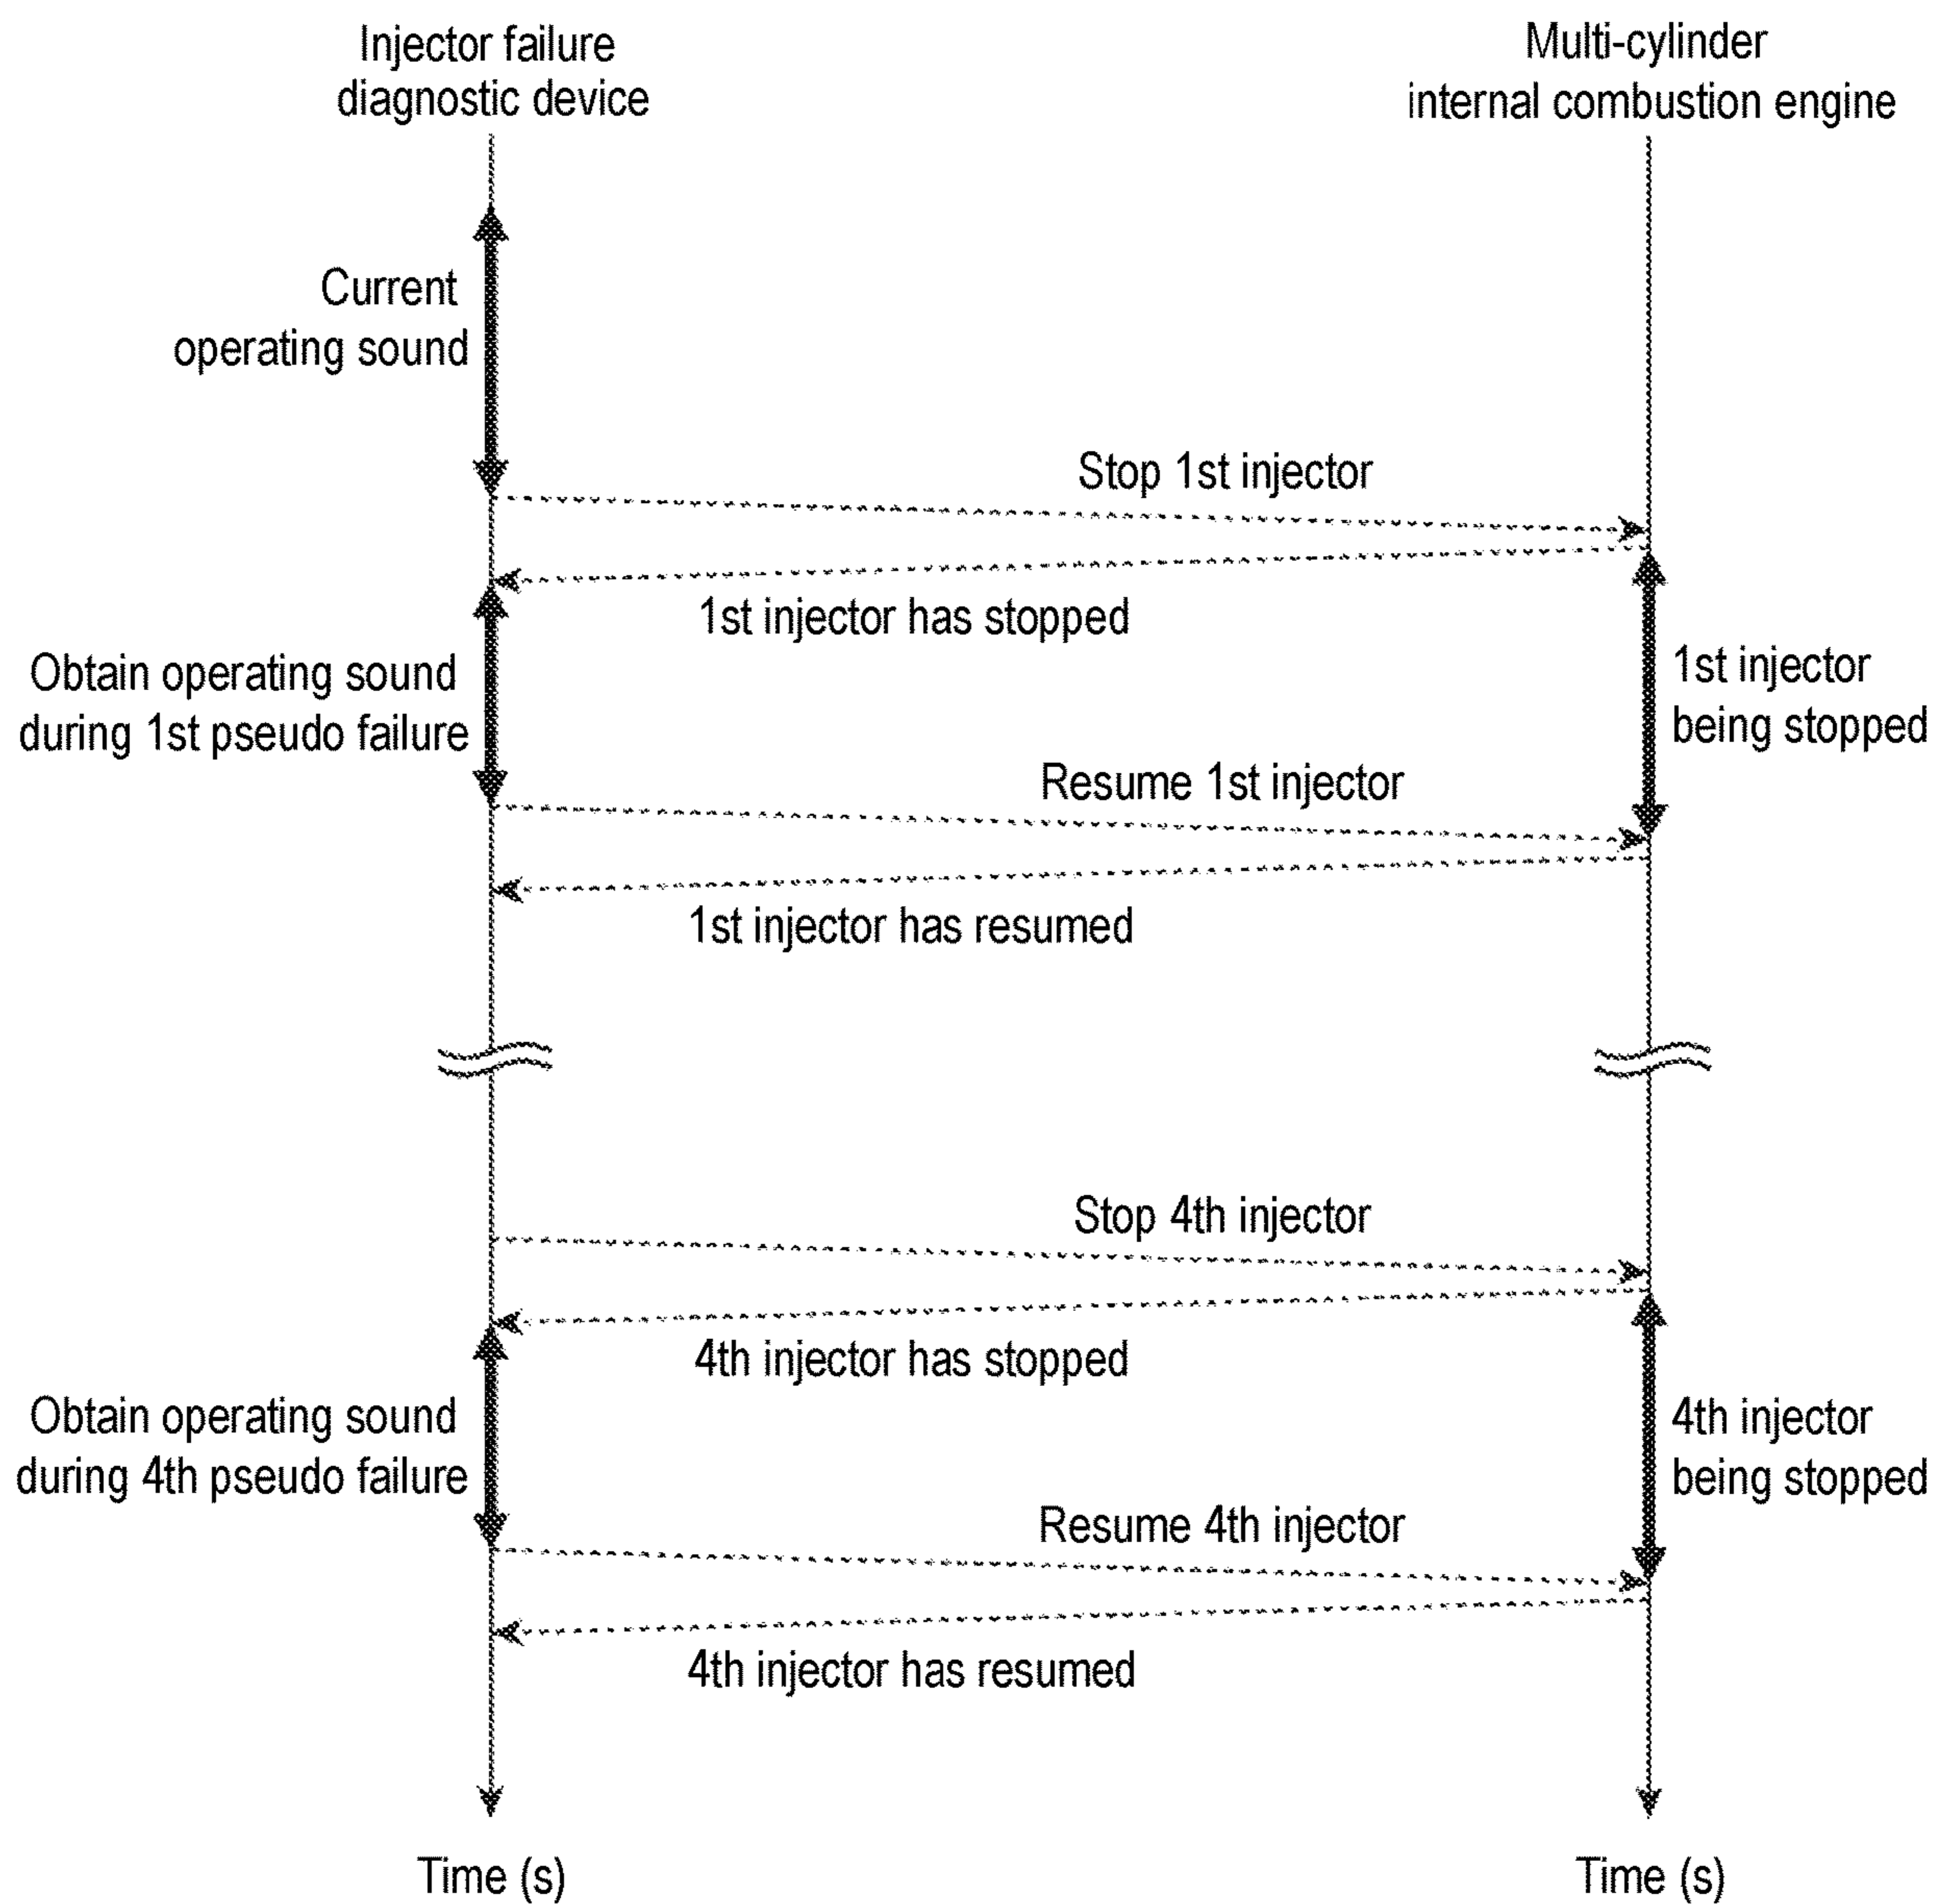 Injector failure
diagnostic device
Multi-cylinder
internal combustion engine
Current
operating sound
Stop 1st injector
1st injector has stopped
Obtain operating sound
during 1st pseudo failure
1st injector
being stopped
Resume 1st injector
1st injector has resumed
Stop 4th injector
4th injector has stopped
Obtain operating sound
during 4th pseudo failure
4th injector
being stopped
Resume 4th injector
4th injector has resumed
Time (s)
Time (s)